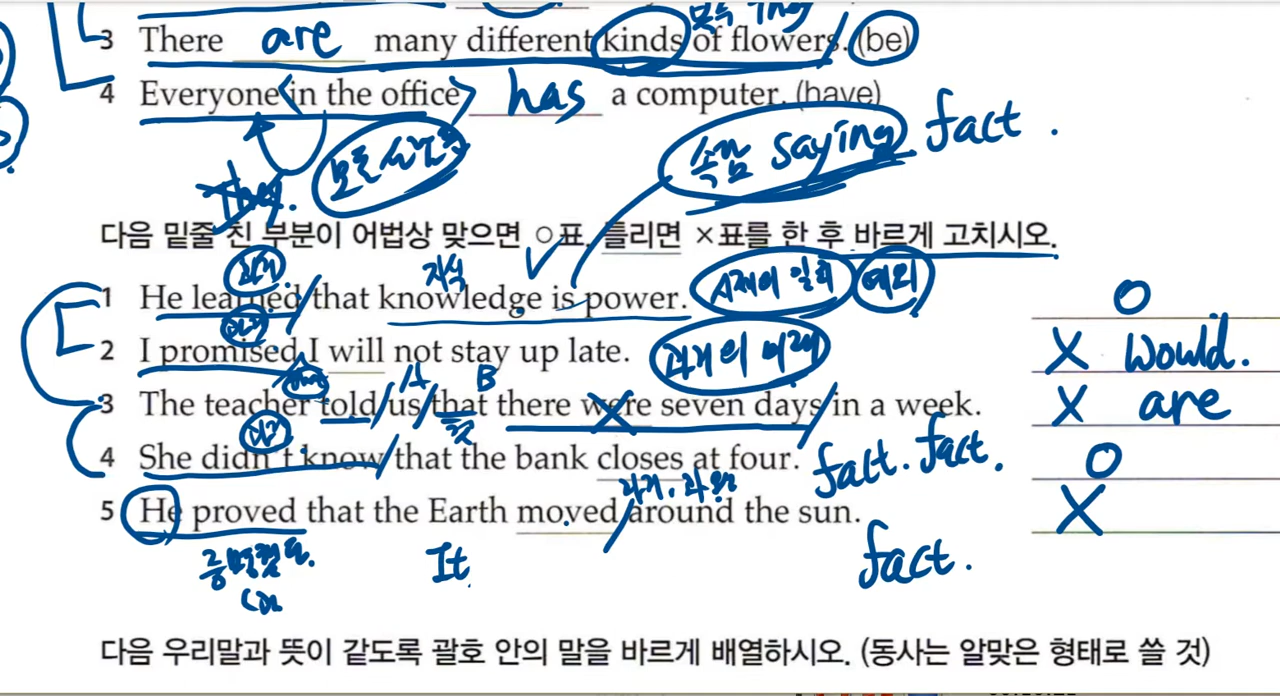 3 There are many different kinds of flowers. (be)
4 Everyone <in the office> has a computer. (have)
속담 saying fact.
They.
다음 밑줄 친 부분이 어법상 맞으면 ○표, 틀리면 ×표를 한 후 바르게 고치시오.
과거 지식
1 He learned / that knowledge is power. 시제의 일치 예외 O
과거
2 I promised I will not stay up late. 과거의 미래 X would.
A B
3 The teacher told / us / that there were seven days / in a week. X are
것
과거
4 She didn't know / that the bank closes at four. fact. fact. O
5 He proved that the Earth moved / around the sun. X
It fact.
다음 우리말과 뜻이 같도록 괄호 안의 말을 바르게 배열하시오. (동사는 알맞은 형태로 쓸 것)